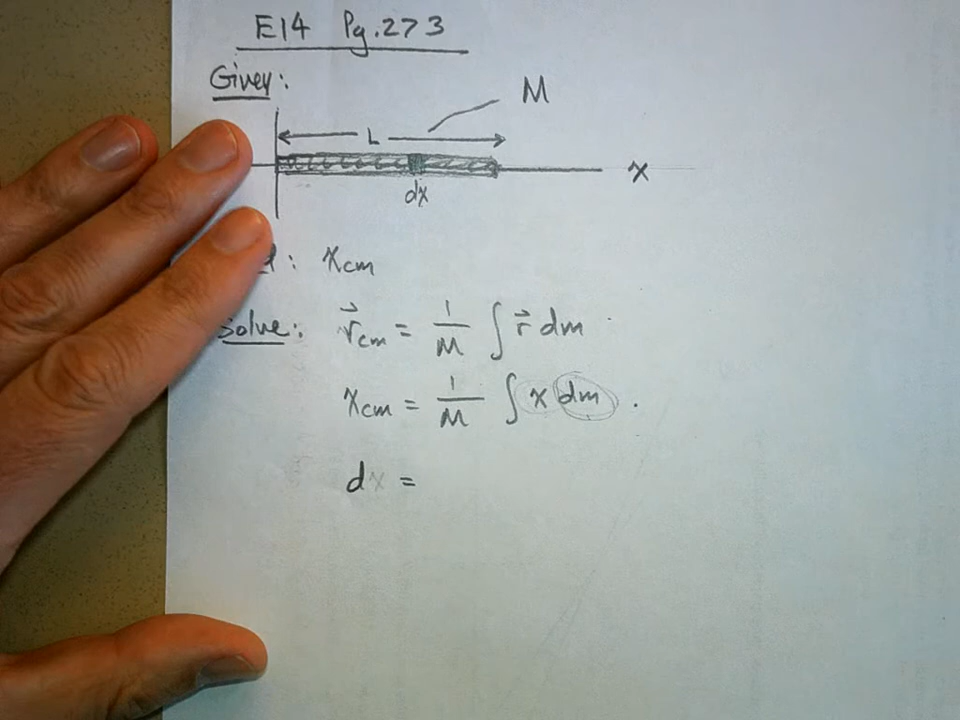 E14 Pg.273
Given:
M
L
x
dx
: xcm
Solve: r⃗cm = 1/M ∫ r⃗ dm
xcm = 1/M ∫ x dm .
dx =